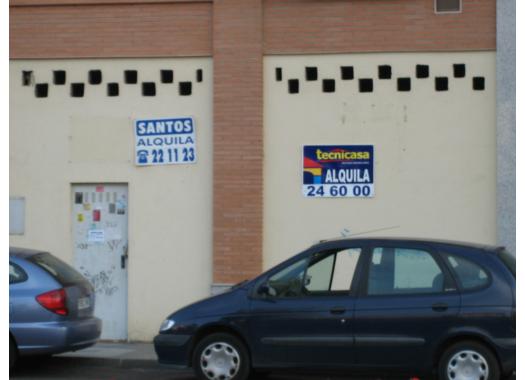 SANTOS
ALQUILA
☎ 22 11 23
tecnicasa
ALQUILA
24 60 00